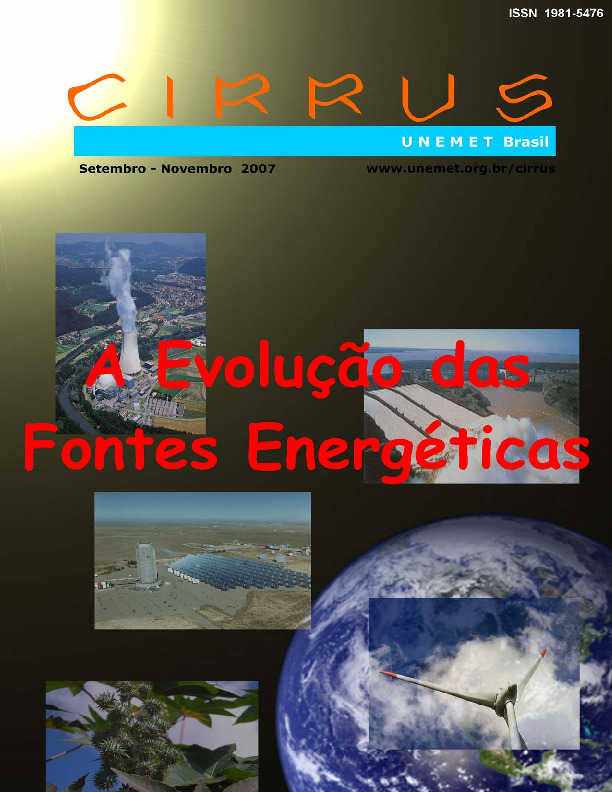 ISSN 1981-5476
CIRRUS
UNEMET Brasil
Setembro - Novembro 2007 www.unemet.org.br/cirrus
A Evolução das
Fontes Energéticas